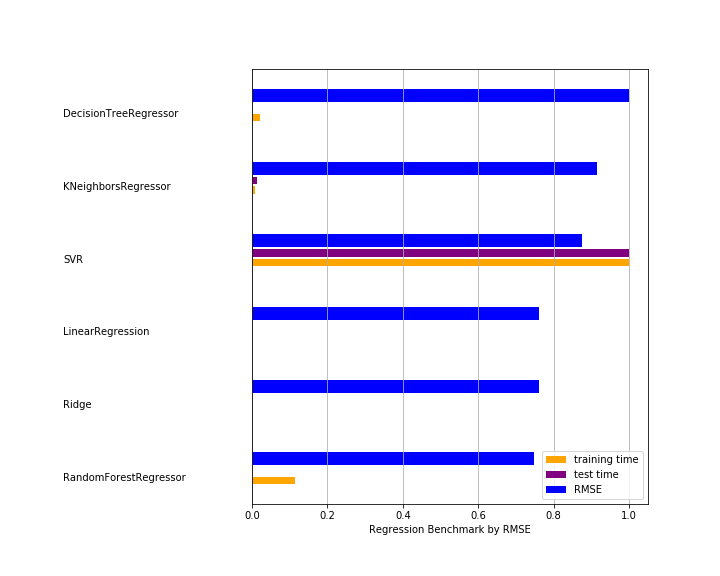 DecisionTreeRegressor
KNeighborsRegressor
SVR
LinearRegression
Ridge
RandomForestRegressor
training time
test time
RMSE
0.0 0.2 0.4 0.6 0.8 1.0
Regression Benchmark by RMSE